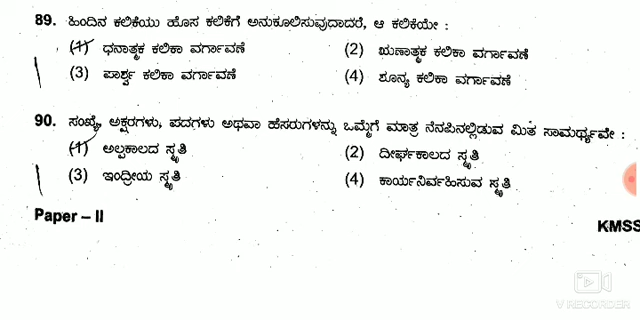 89. ಹಿಂದಿನ ಕಲಿಕೆಯು ಹೊಸ ಕಲಿಕೆಗೆ ಅನುಕೂಲಿಸುವುದಾದರೆ, ಆ ಕಲಿಕೆಯೇ :
(1) ಧನಾತ್ಮಕ ಕಲಿಕಾ ವರ್ಗಾವಣೆ (2) ಋಣಾತ್ಮಕ ಕಲಿಕಾ ವರ್ಗಾವಣೆ
(3) ಪಾರ್ಶ್ವ ಕಲಿಕಾ ವರ್ಗಾವಣೆ (4) ಶೂನ್ಯ ಕಲಿಕಾ ವರ್ಗಾವಣೆ
90. ಸಂಖ್ಯೆ, ಅಕ್ಷರಗಳು, ಪದಗಳು ಅಥವಾ ಹೆಸರುಗಳನ್ನು ಒಮ್ಮೆಗೆ ಮಾತ್ರ ನೆನಪಿನಲ್ಲಿಡುವ ಮಿತ ಸಾಮರ್ಥ್ಯವೇ :
(1) ಅಲ್ಪಕಾಲದ ಸ್ಮೃತಿ (2) ದೀರ್ಘಕಾಲದ ಸ್ಮೃತಿ
(3) ಇಂದ್ರೀಯ ಸ್ಮೃತಿ (4) ಕಾರ್ಯನಿರ್ವಹಿಸುವ ಸ್ಮೃತಿ
Paper – II
KMSS
V RECORDER